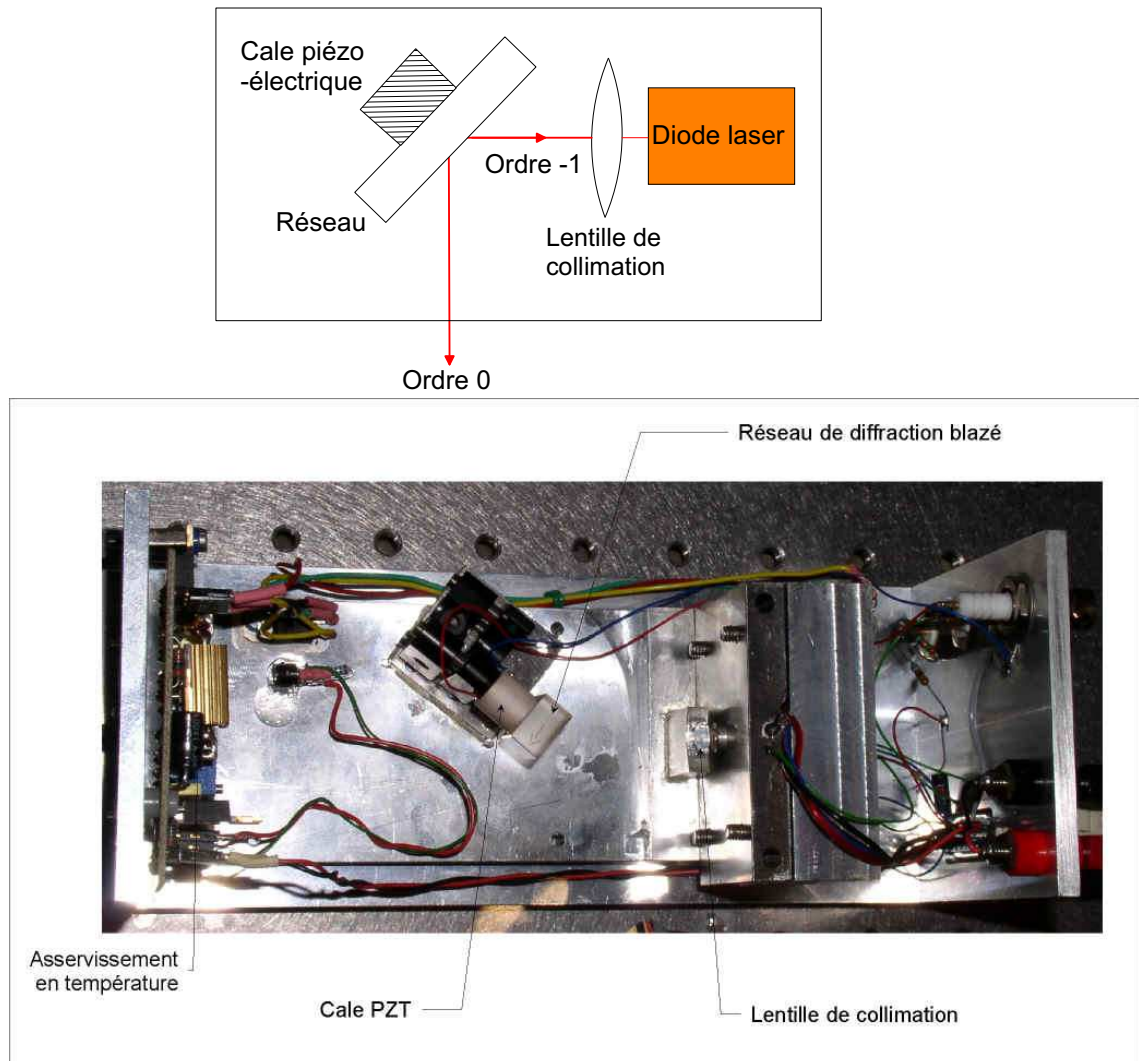 Cale piézo
-électrique
Diode laser
Ordre -1
Réseau
Lentille de
collimation
Ordre 0
Réseau de diffraction blazé
Asservissement
en température
Cale PZT
Lentille de collimation